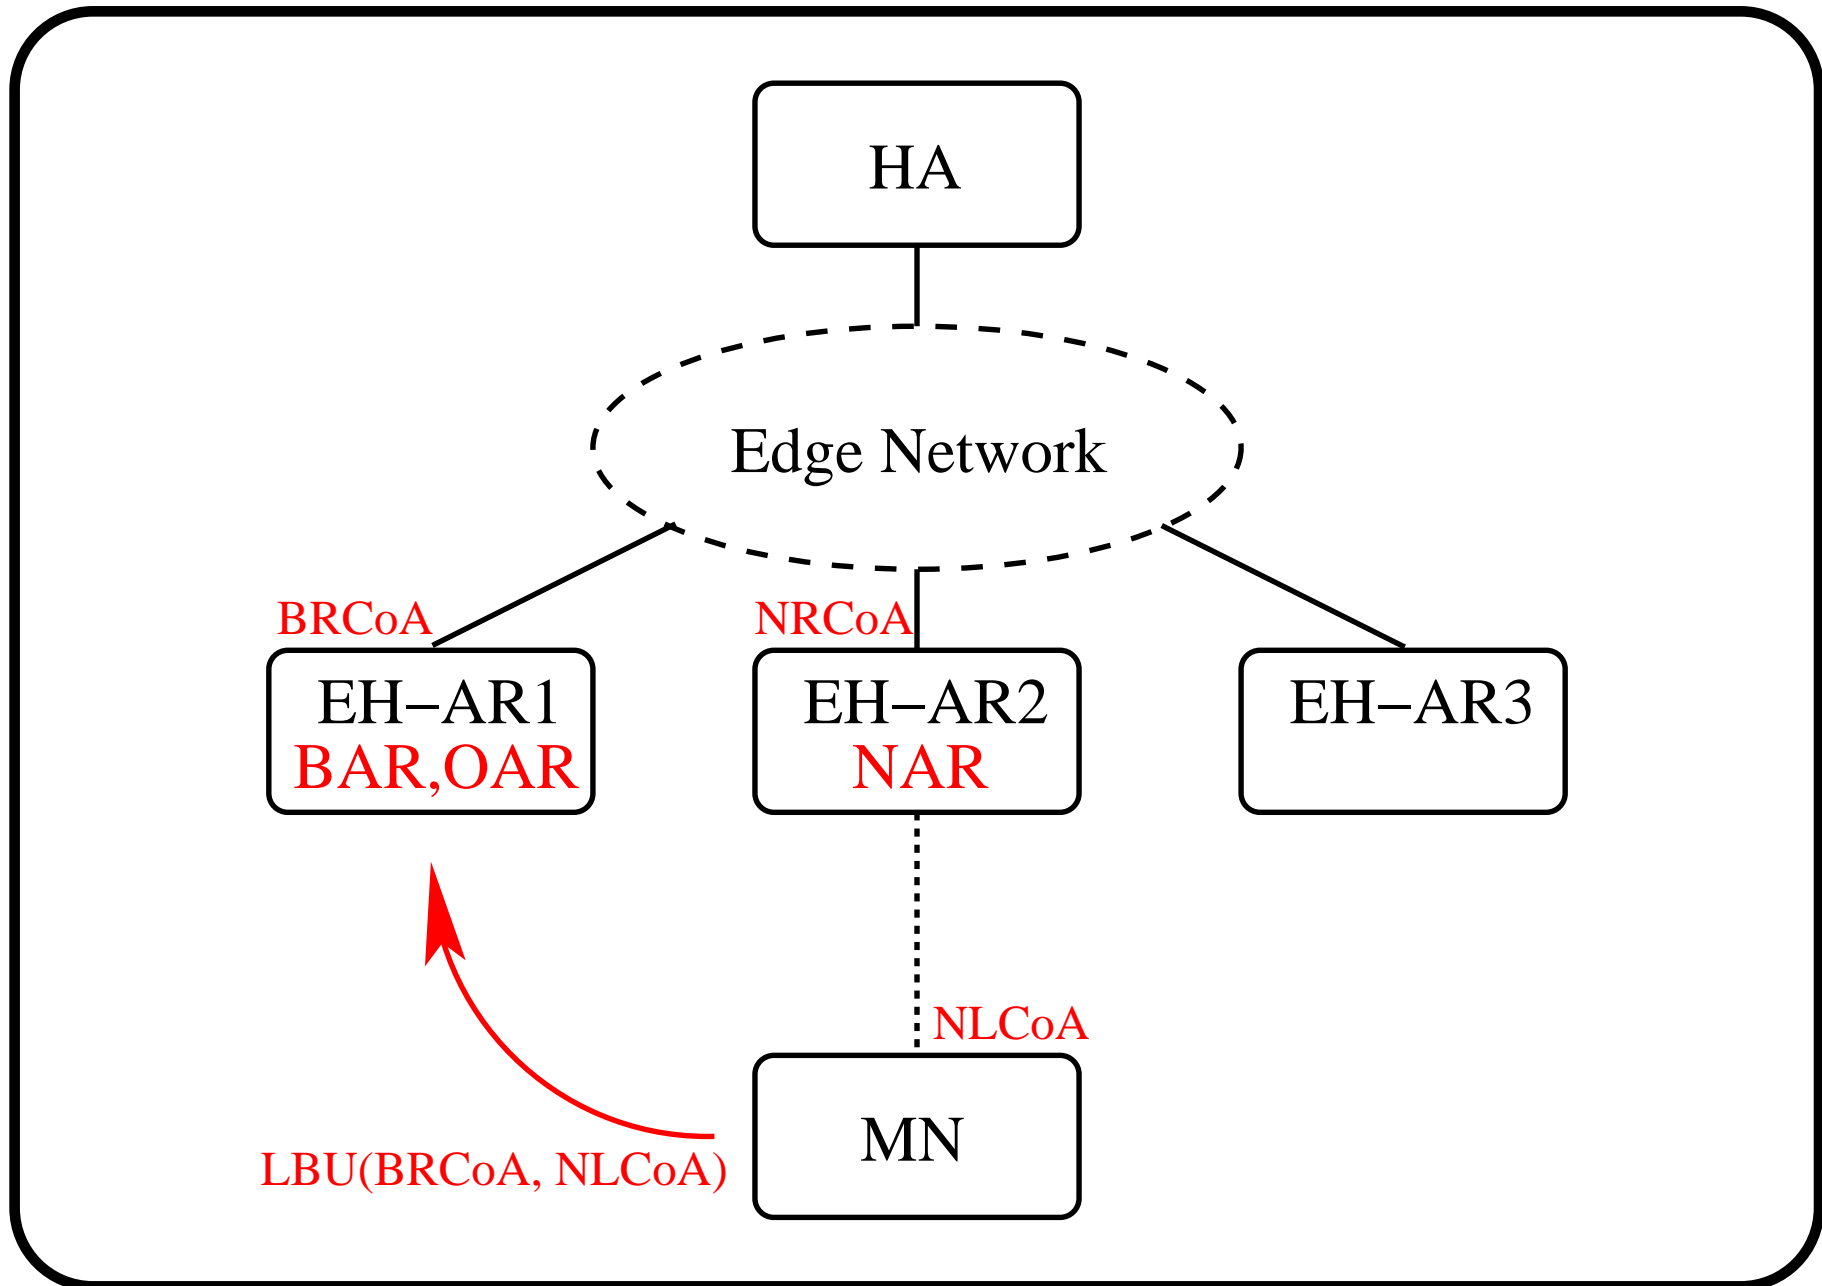 HA
Edge Network
BRCoA
NRCoA
EH−AR1
BAR,OAR
EH−AR2
NAR
EH−AR3
NLCoA
MN
LBU(BRCoA, NLCoA)